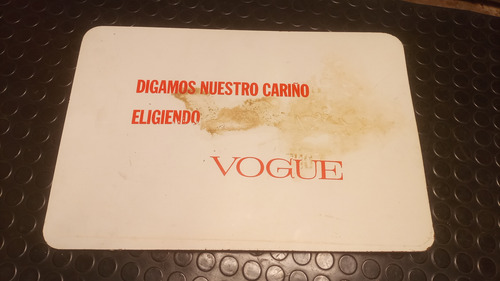 DIGAMOS NUESTRO CARIÑO
ELIGIENDO
VOGUE